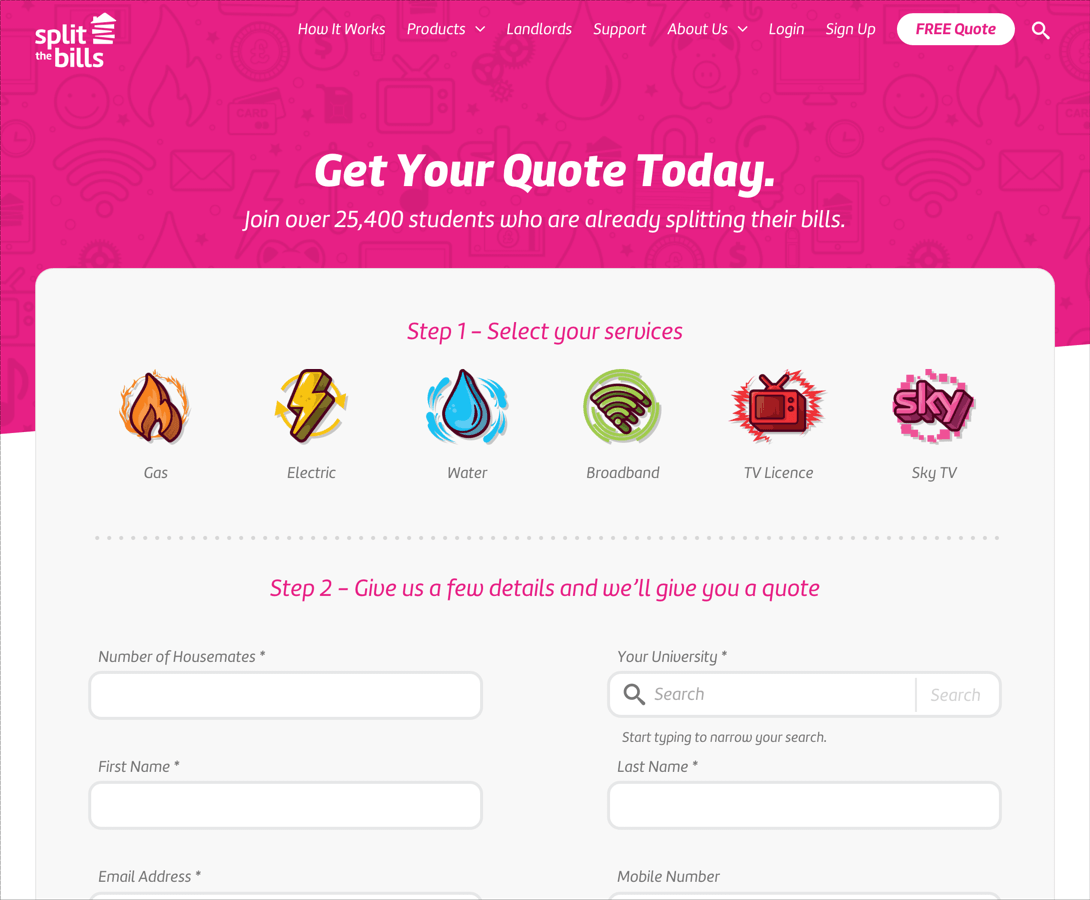 split
the bills
How It Works Products Landlords Support About Us Login Sign Up FREE Quote
CARD
sky
Get Your Quote Today.
Join over 25,400 students who are already splitting their bills.
Step 1 – Select your services
sky
Gas Electric Water Broadband TV Licence Sky TV
Step 2 – Give us a few details and we’ll give you a quote
Number of Housemates * Your University *
Search Search
Start typing to narrow your search.
First Name * Last Name *
Email Address * Mobile Number